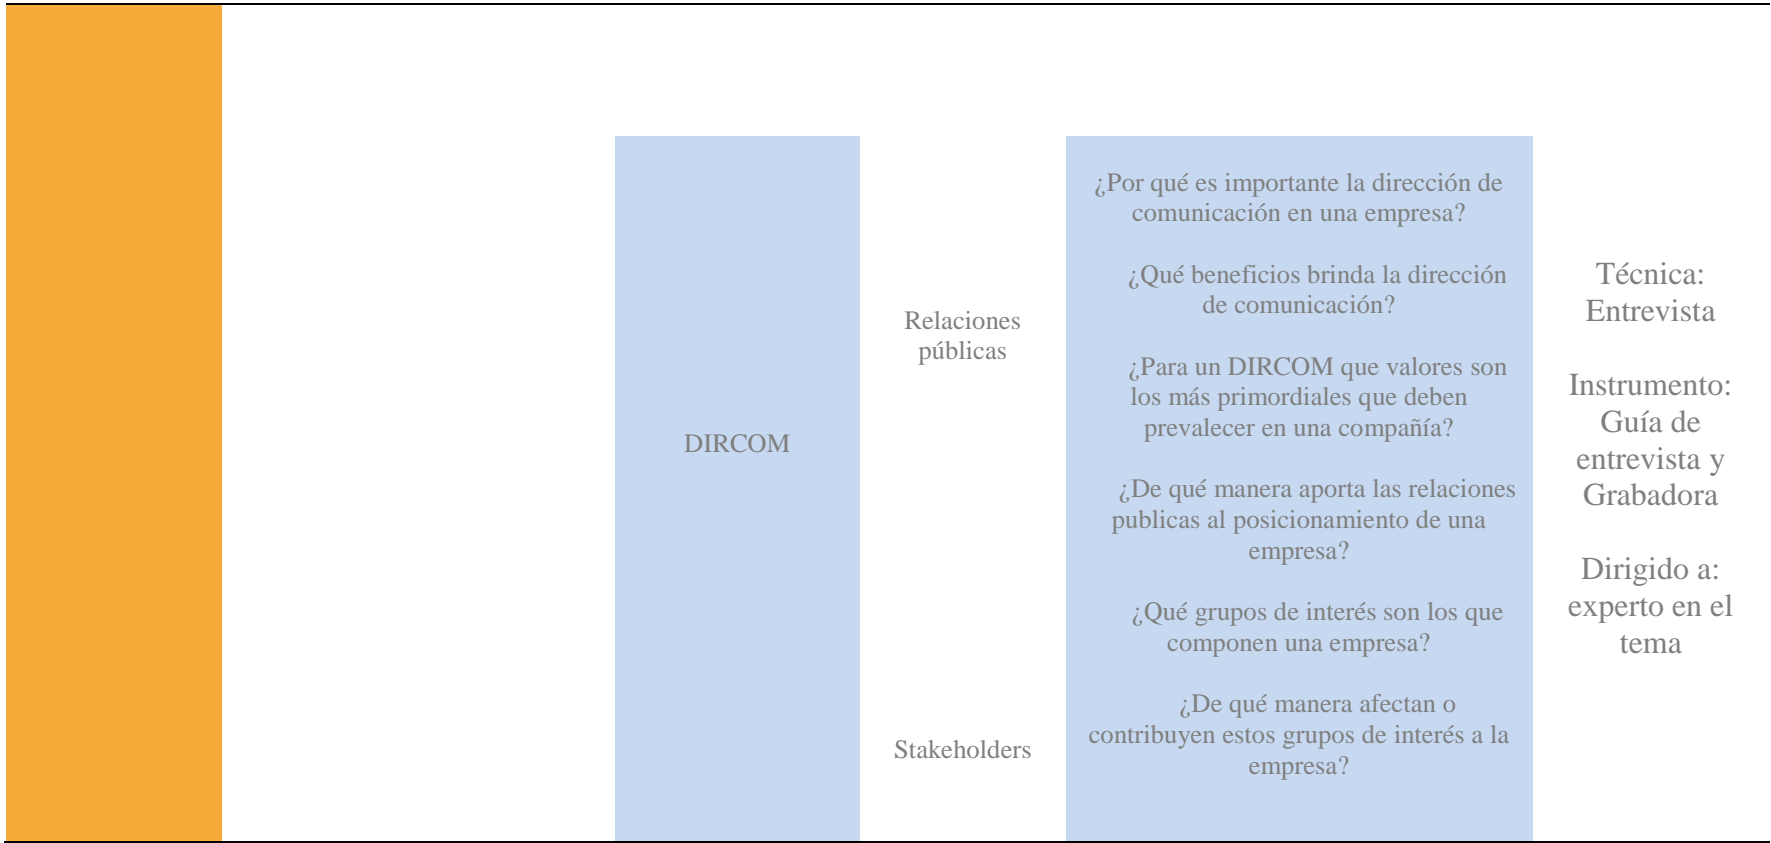 DIRCOM
Relaciones
públicas
Stakeholders
¿Por qué es importante la dirección de
comunicación en una empresa?
¿Qué beneficios brinda la dirección
de comunicación?
¿Para un DIRCOM que valores son
los más primordiales que deben
prevalecer en una compañía?
¿De qué manera aporta las relaciones
publicas al posicionamiento de una
empresa?
¿Qué grupos de interés son los que
componen una empresa?
¿De qué manera afectan o
contribuyen estos grupos de interés a la
empresa?
Técnica:
Entrevista
Instrumento:
Guía de
entrevista y
Grabadora
Dirigido a:
experto en el
tema